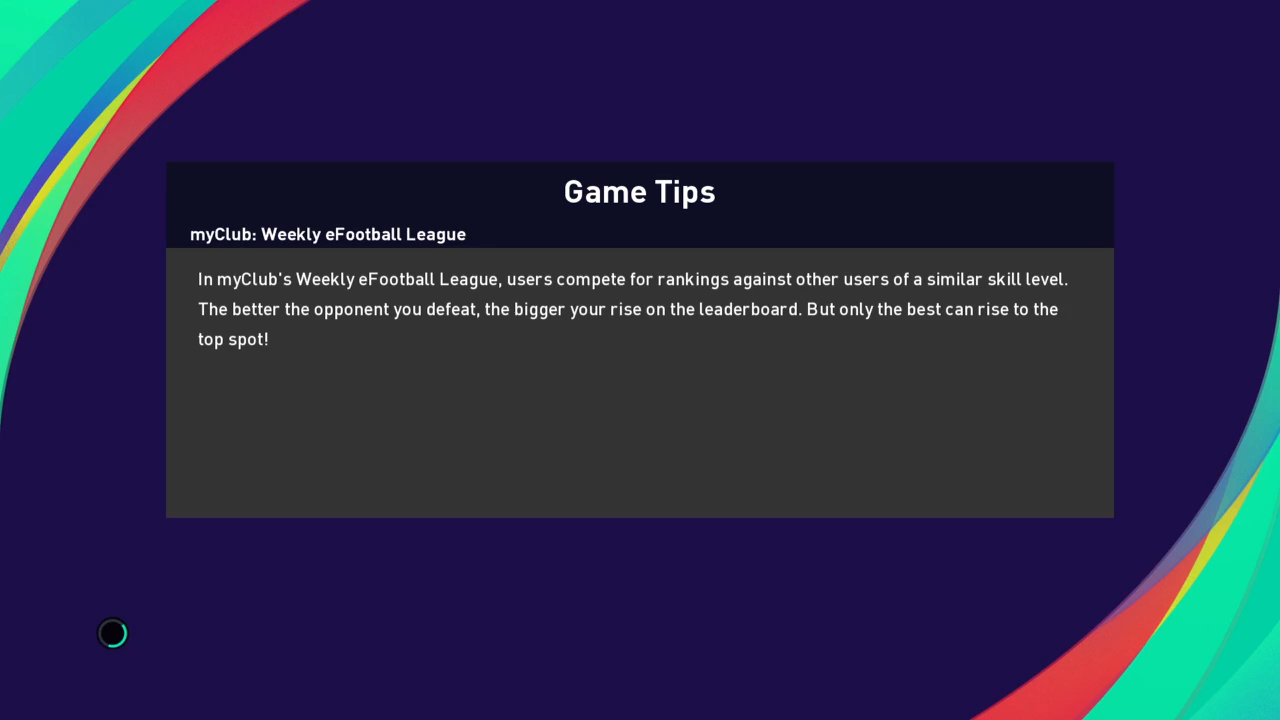 Game Tips
myClub: Weekly eFootball League
In myClub's Weekly eFootball League, users compete for rankings against other users of a similar skill level.
The better the opponent you defeat, the bigger your rise on the leaderboard. But only the best can rise to the
top spot!